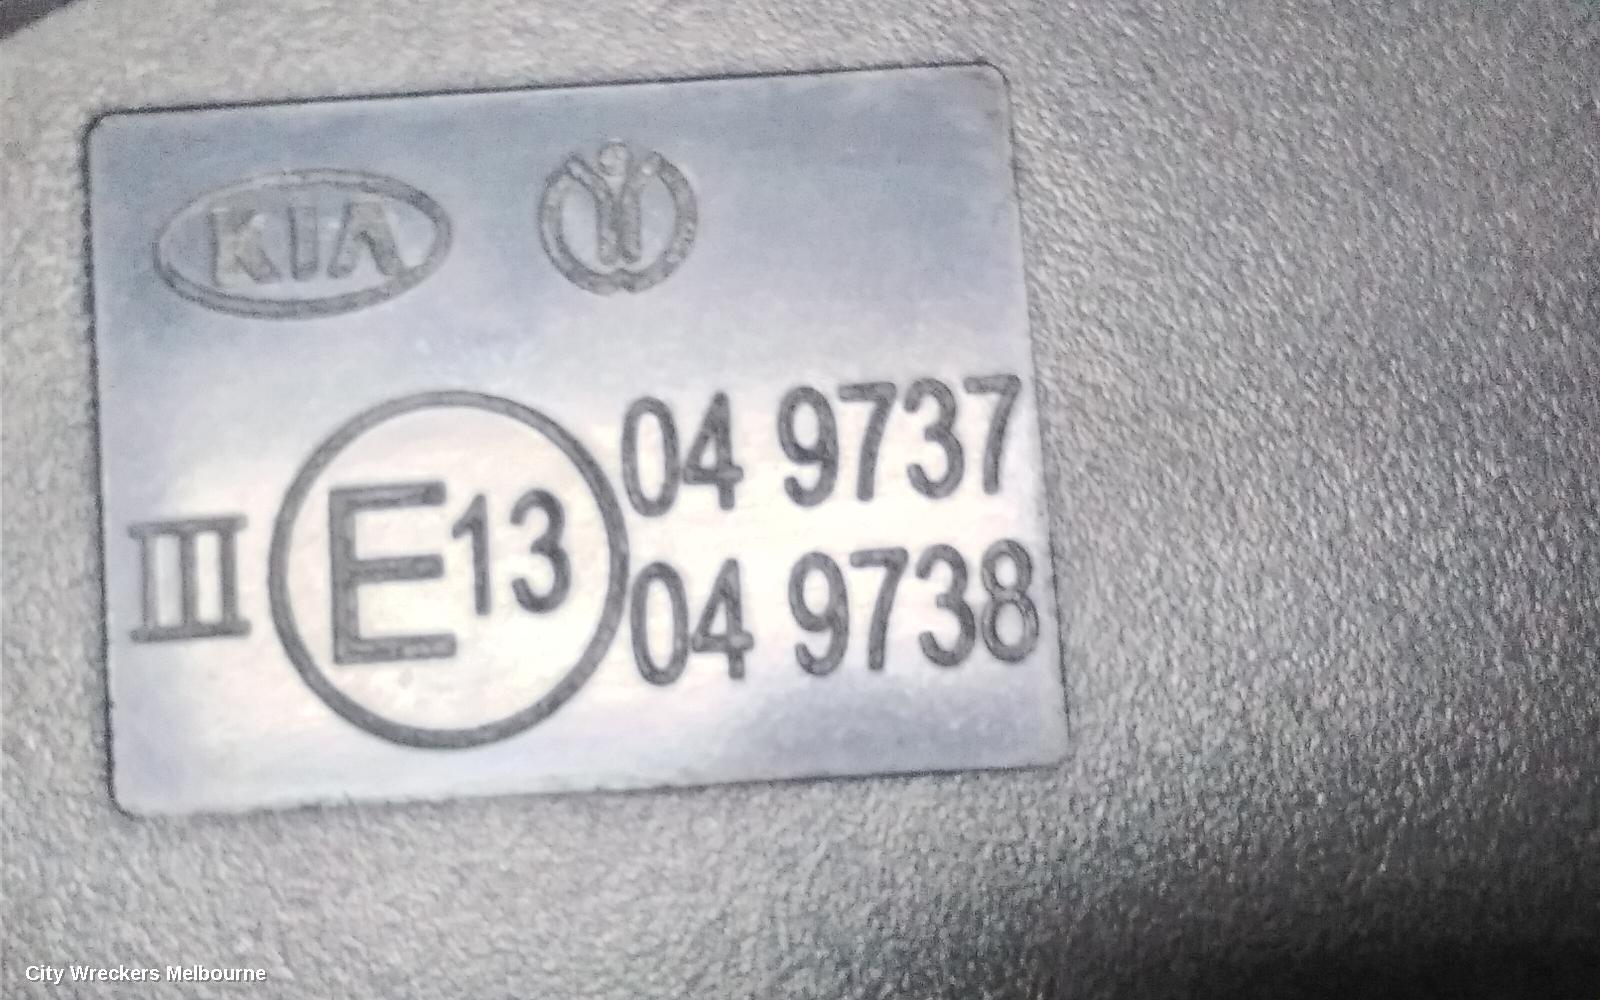 KIA
04 9737
III E13
04 9738
City Wreckers Melbourne